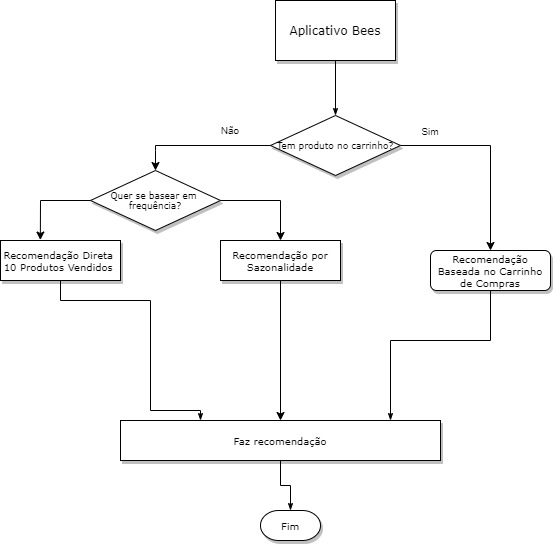 Aplicativo Bees
Não
Sim
Tem produto no carrinho?
Quer se basear em
frequência?
Recomendação Direta
10 Produtos Vendidos
Recomendação por
Sazonalidade
Recomendação
Baseada no Carrinho
de Compras
Faz recomendação
Fim